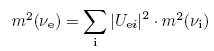 m²(νₑ) = ∑ᵢ |Uₑᵢ|² · m²(νᵢ)